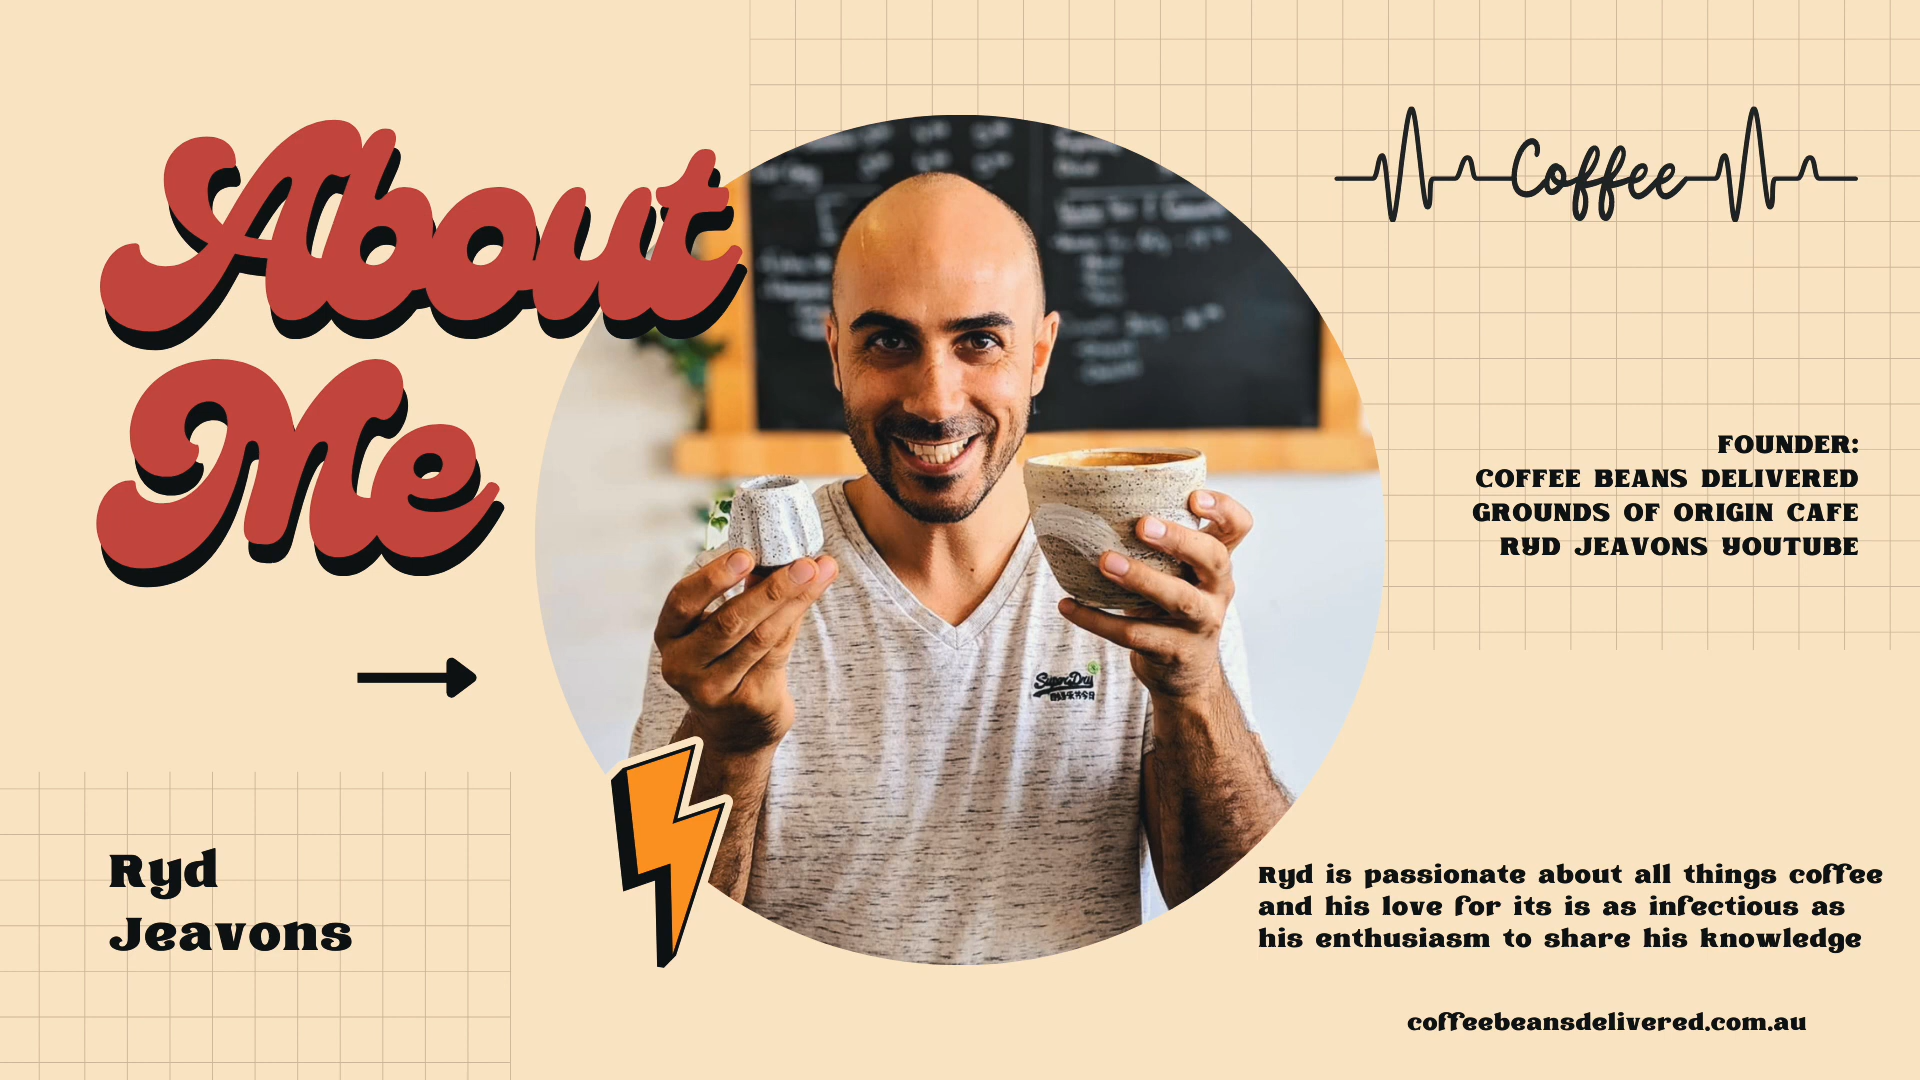 About
Me
Coffee
FOUNDER:
COFFEE BEANS DELIVERED
GROUNDS OF ORIGIN CAFE
RYD JEAVONS YOUTUBE
SuperDry
Ryd
Jeavons
Ryd is passionate about all things coffee
and his love for its is as infectious as
his enthusiasm to share his knowledge
coffeebeansdelivered.com.au